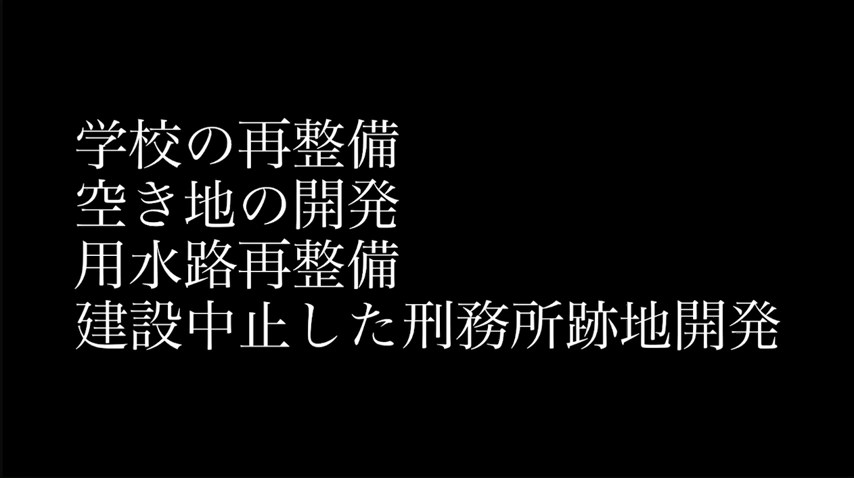 学校の再整備
空き地の開発
用水路再整備
建設中止した刑務所跡地開発